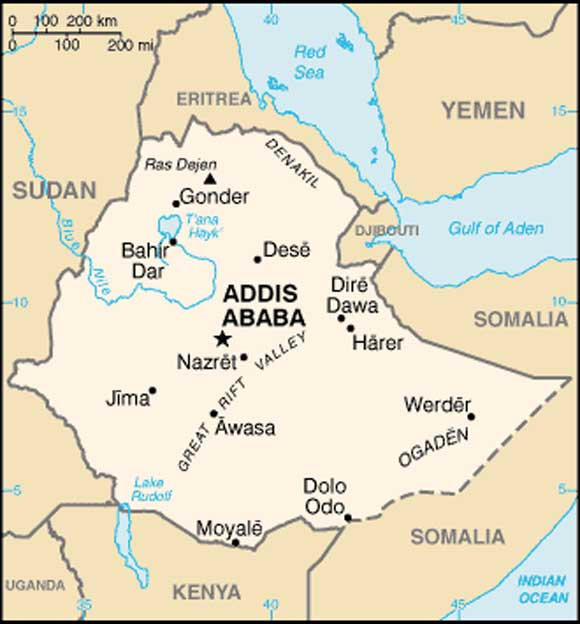 0 100 200 km
0 100 200 mi
40
45
Red
Sea
ERITREA
YEMEN
15
15
DENAKIL
Ras Dejen
SUDAN
Gonder
T'ana
Hayk'
DJIBOUTI
Gulf of Aden
Blue
Nile
Bahir
Dar
Desē
10
10
ADDIS
ABABA
Dirē
Dawa
SOMALIA
Hārer
Nazrēt
GREAT RIFT VALLEY
Jīma
Āwasa
Werdēr
OGADĒN
5
5
Lake
Rudolf
Dolo
Odo
Moyalē
SOMALIA
UGANDA
KENYA
INDIAN
OCEAN
35
40
45